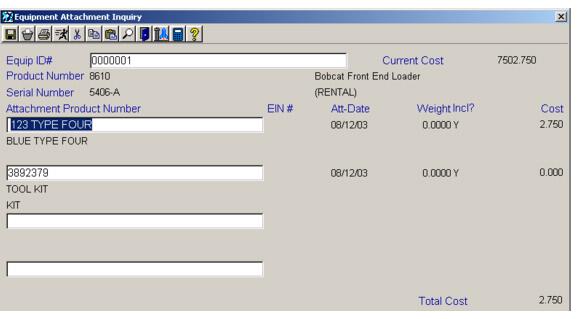 Equipment Attachment Inquiry
Equip ID# 0000001 Current Cost 7502.750
Product Number 8610 Bobcat Front End Loader
Serial Number 5406-A (RENTAL)
Attachment Product Number EIN # Att-Date Weight Incl? Cost
123 TYPE FOUR 08/12/03 0.0000 Y 2.750
BLUE TYPE FOUR
3892379 08/12/03 0.0000 Y 0.000
TOOL KIT
KIT
Total Cost 2.750